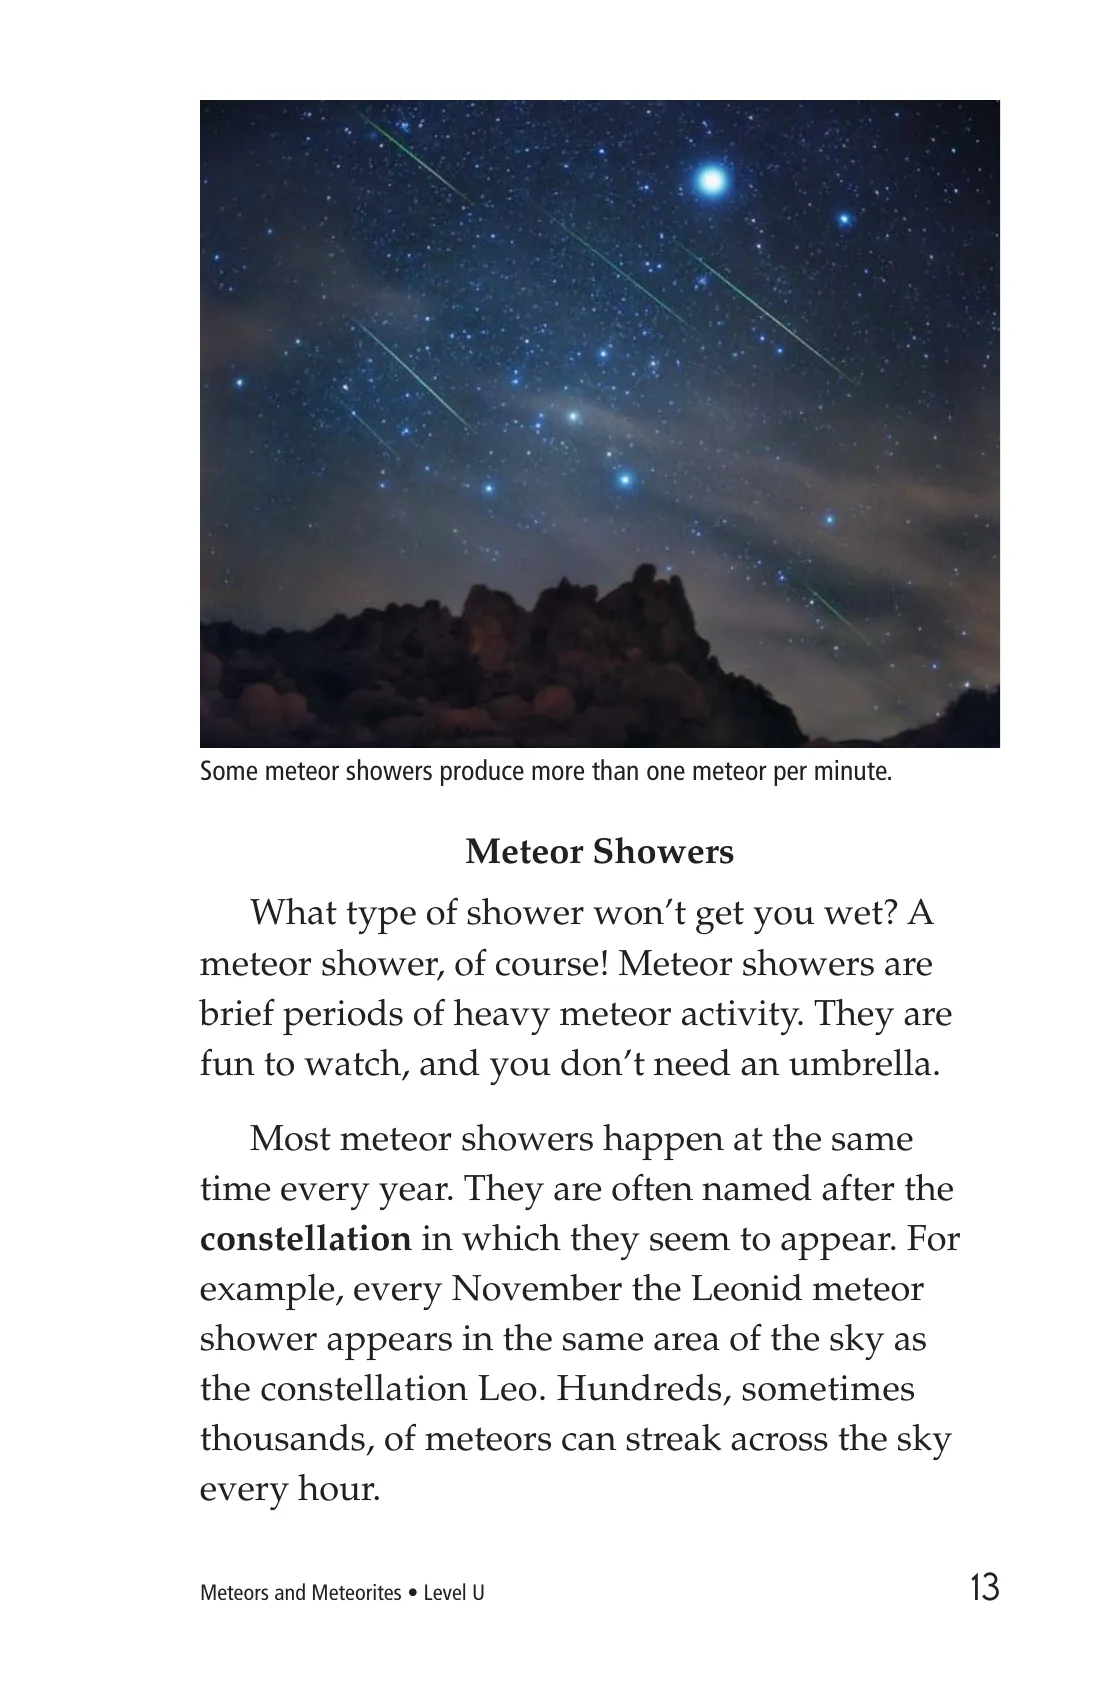 Some meteor showers produce more than one meteor per minute.
Meteor Showers
What type of shower won’t get you wet? A
meteor shower, of course! Meteor showers are
brief periods of heavy meteor activity. They are
fun to watch, and you don’t need an umbrella.
Most meteor showers happen at the same
time every year. They are often named after the
constellation in which they seem to appear. For
example, every November the Leonid meteor
shower appears in the same area of the sky as
the constellation Leo. Hundreds, sometimes
thousands, of meteors can streak across the sky
every hour.
Meteors and Meteorites • Level U
13